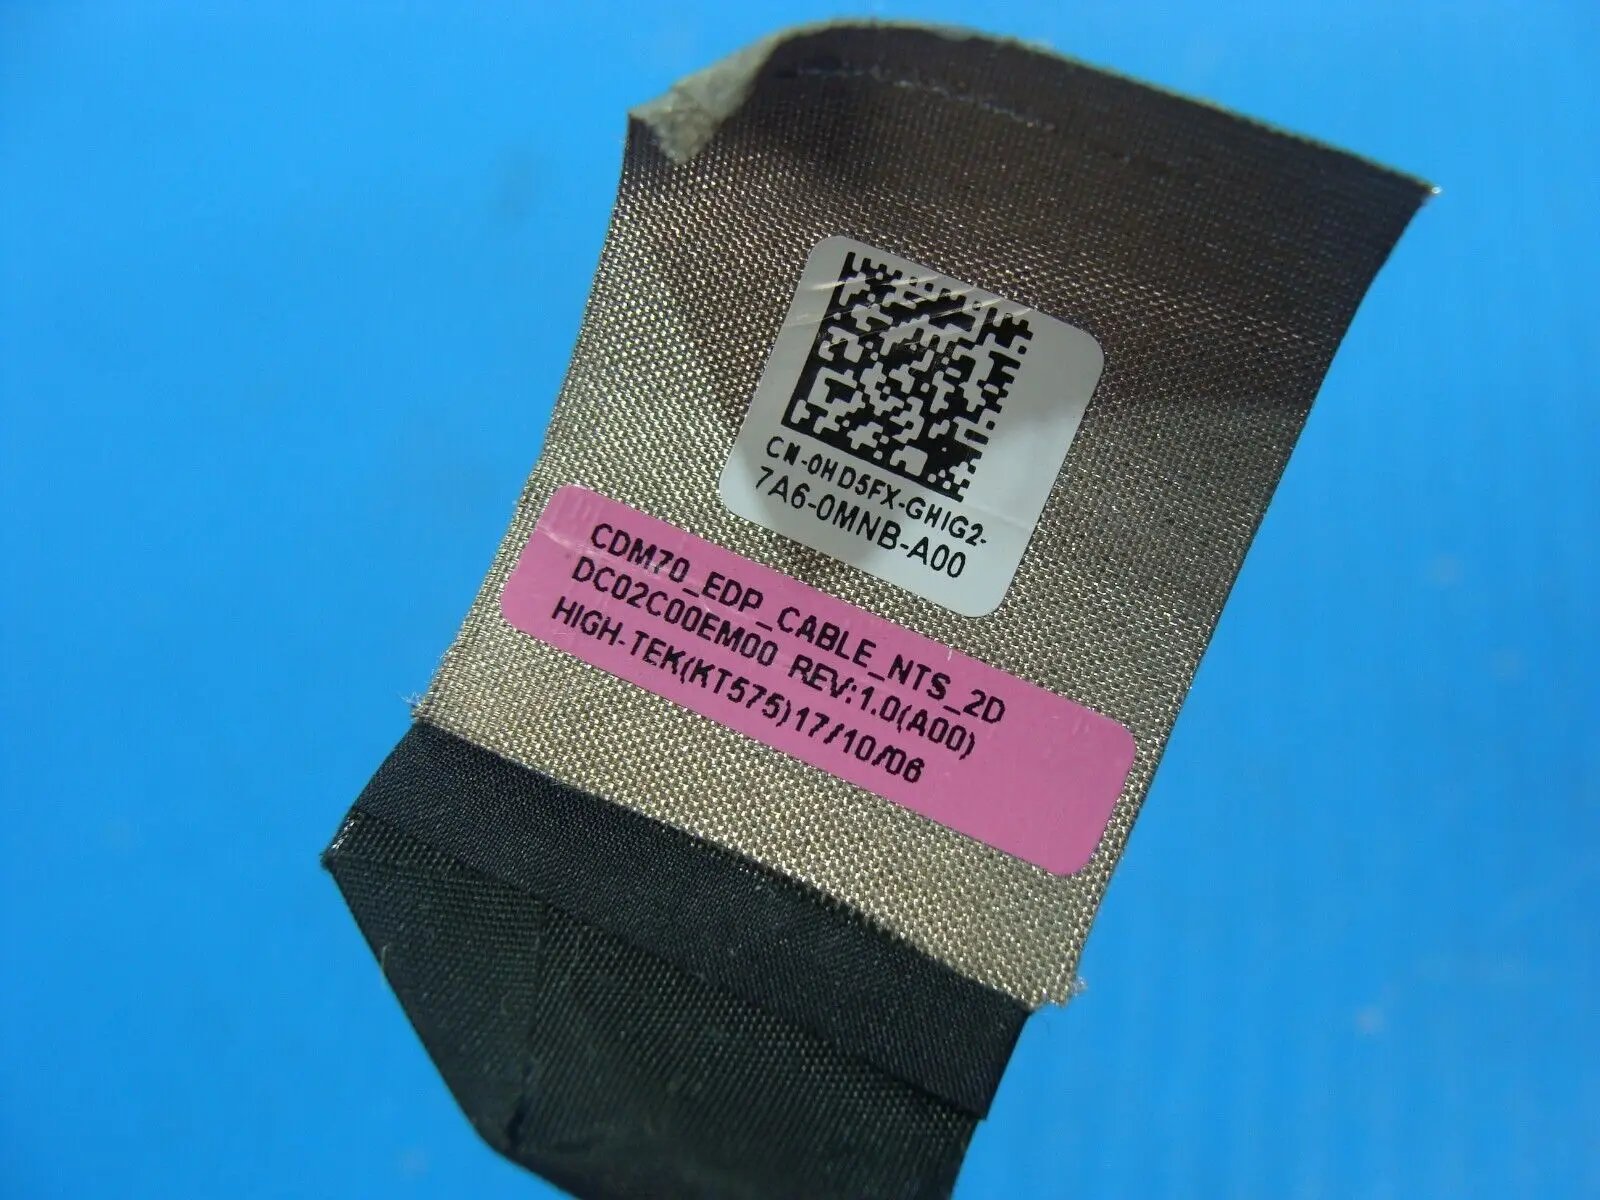 CN-0HD5FX-GHIG2-
7A6-0MNB-A00
CDM70_EDP_CABLE_NTS_2D
DC02C00EM00 REV:1.0(A00)
HIGH-TEK(KT575)17/10/06